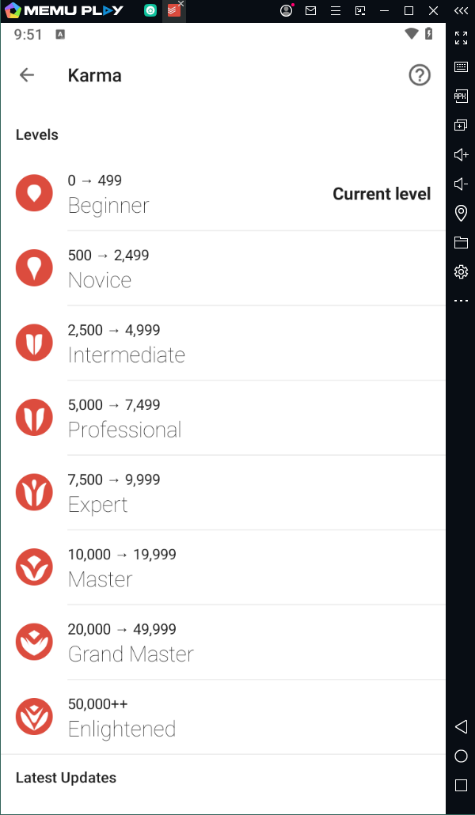 MEMU PLAY
9:51
A
Karma
?
Levels
0 → 499
Beginner
Current level
500 → 2,499
Novice
2,500 → 4,999
Intermediate
5,000 → 7,499
Professional
7,500 → 9,999
Expert
10,000 → 19,999
Master
20,000 → 49,999
Grand Master
50,000++
Enlightened
Latest Updates
APK